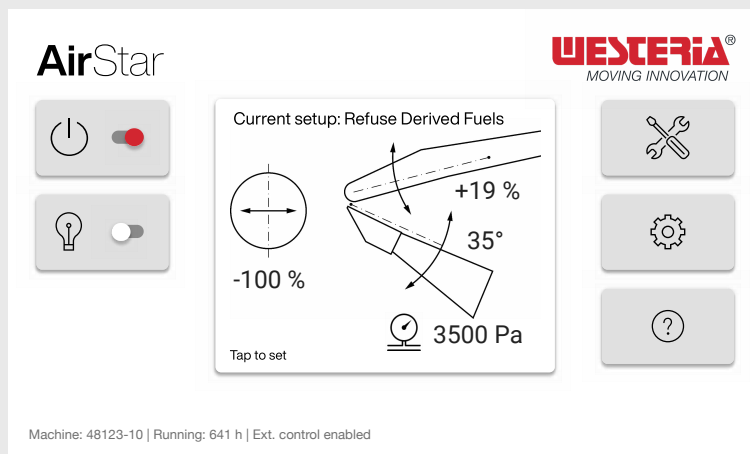 AirStar
WESTERIA®
MOVING INNOVATION
Current setup: Refuse Derived Fuels
+19 %
35°
-100 %
3500 Pa
Tap to set
?
Machine: 48123-10 | Running: 641 h | Ext. control enabled